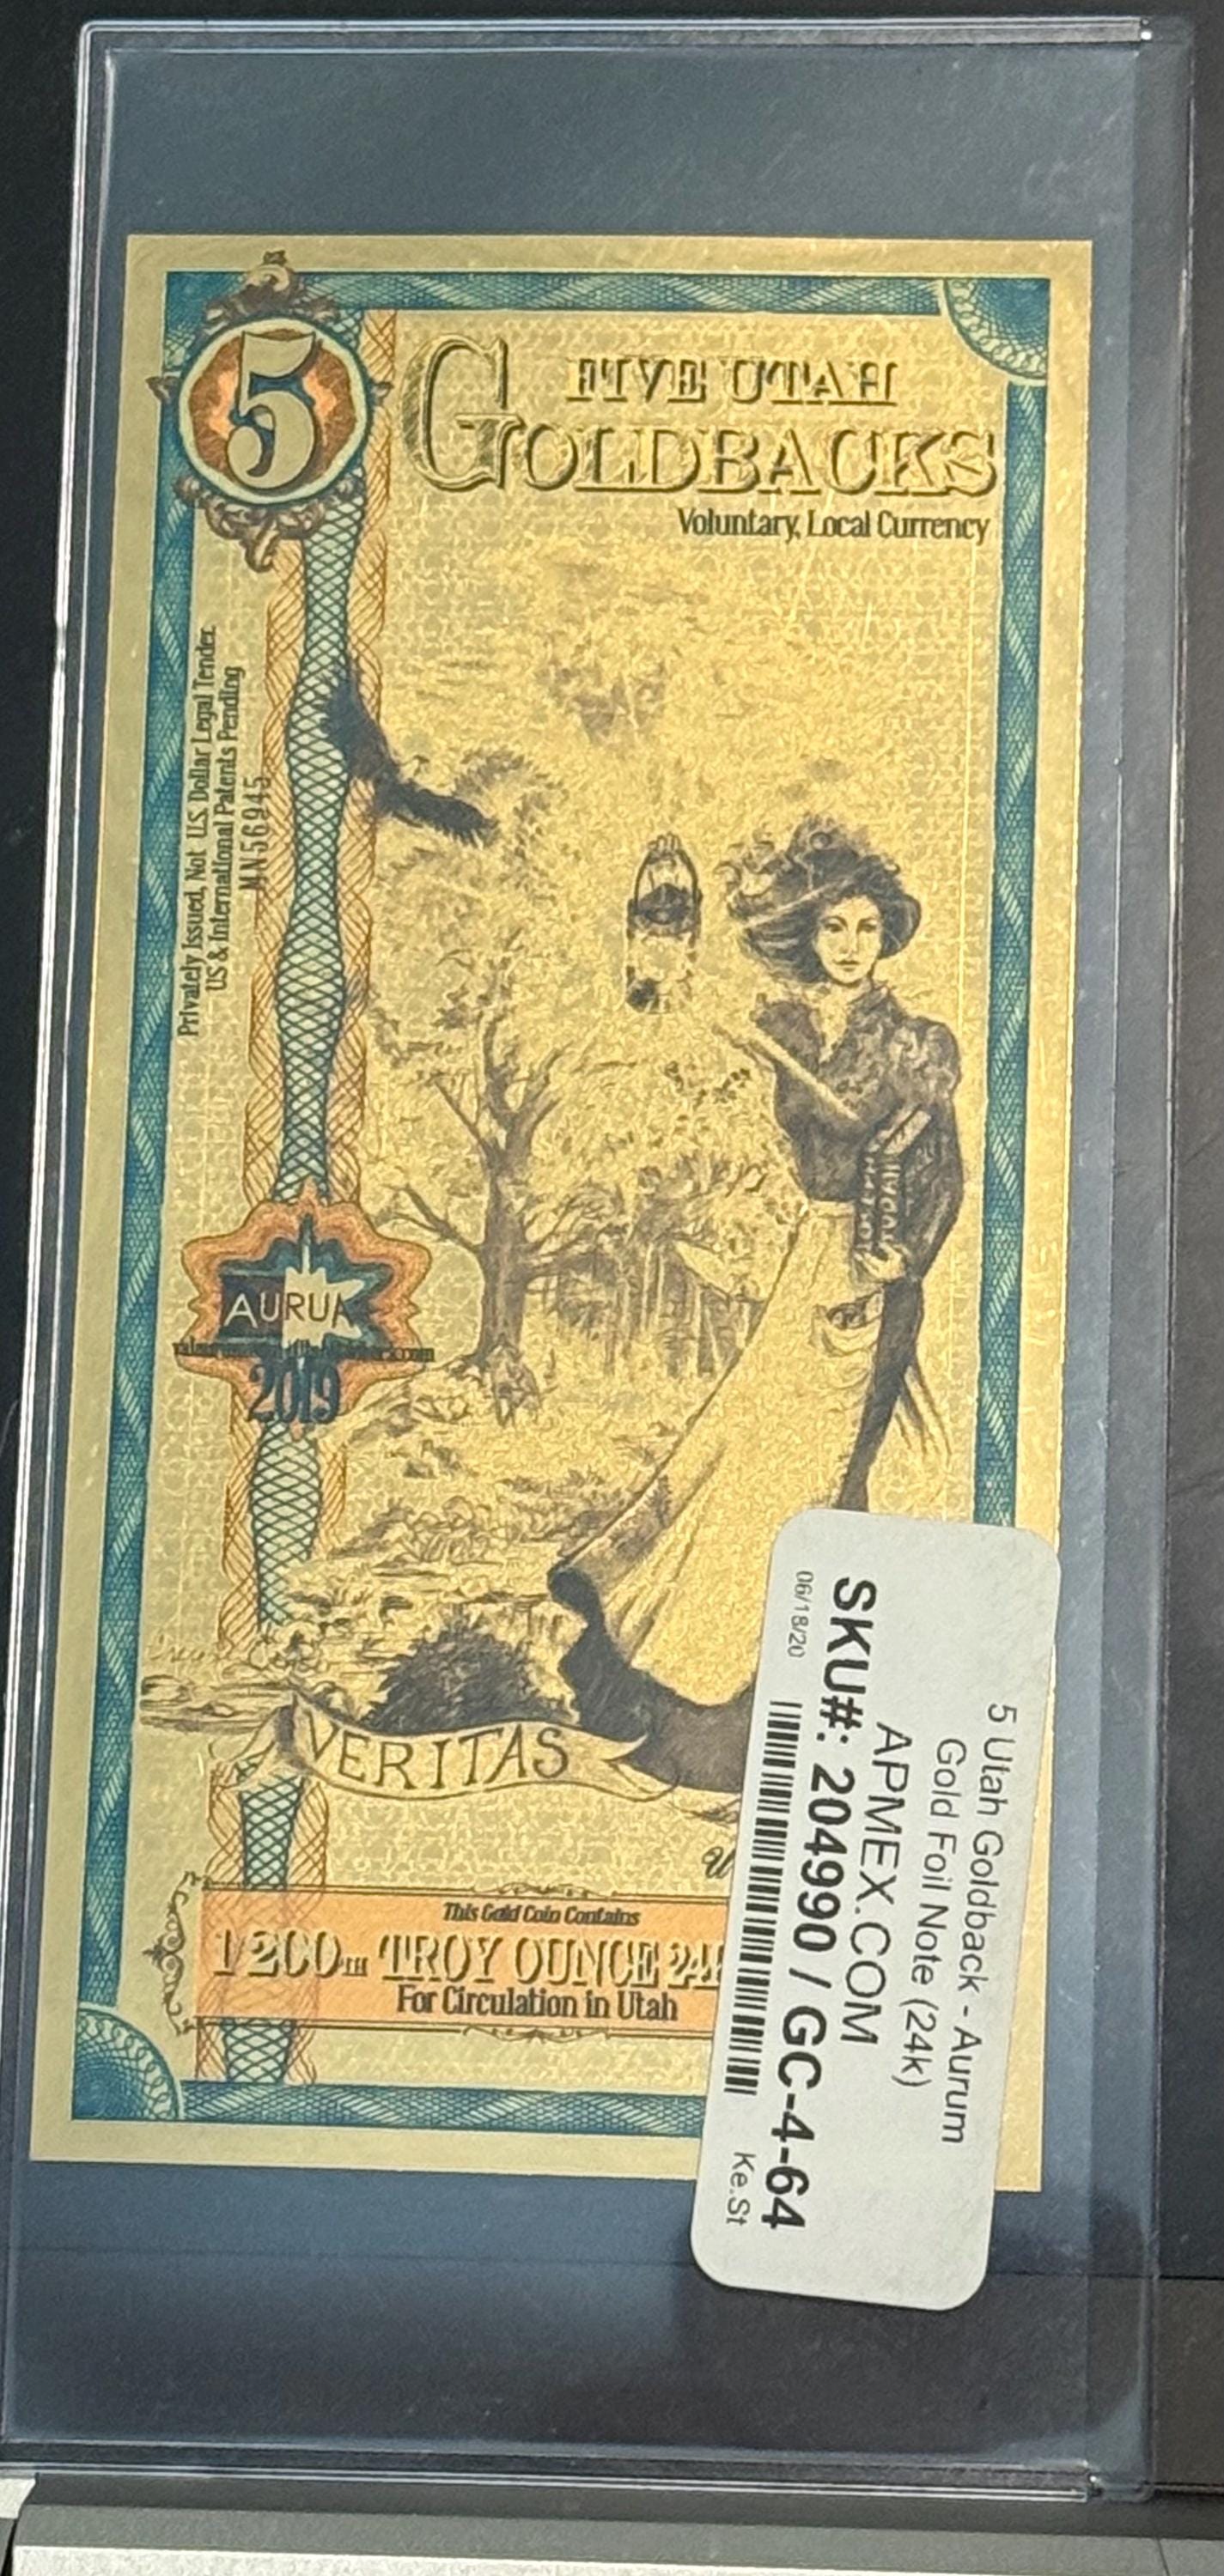 5
FIVE UTAH
GOLDBACKS
Voluntary, Local Currency
Privately Issued, Not U.S. Dollar Legal Tender.
US & International Patents Pending
MN56945
AURUM
2019
VERITAS
This Gold Coin Contains
1/200TH TROY OUNCE 24
For Circulation in Utah
5 Utah Goldback - Aurum
Gold Foil Note (24k)
APMEX.COM
SKU#: 204990 / GC-4-64
06/18/20
Ke.St